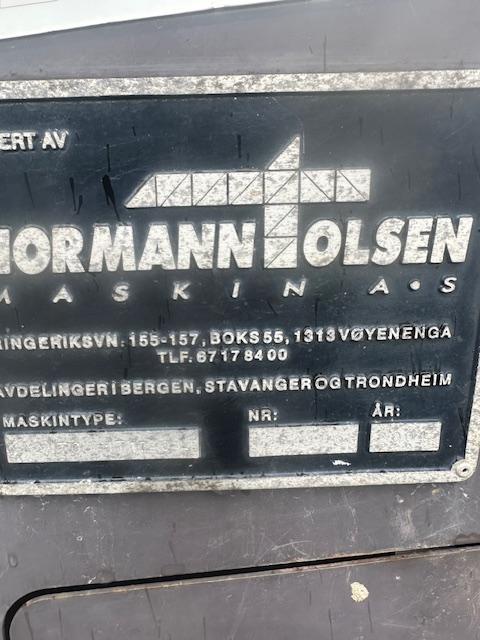 ERT AV
HORMANN OLSEN
MASKIN A•S
RINGERIKSVN. 155-157, BOKS 55, 1313 VØYENENGA
TLF. 67 17 84 00
AVDELINGER I BERGEN, STAVANGER OG TRONDHEIM
MASKINTYPE: NR: ÅR: